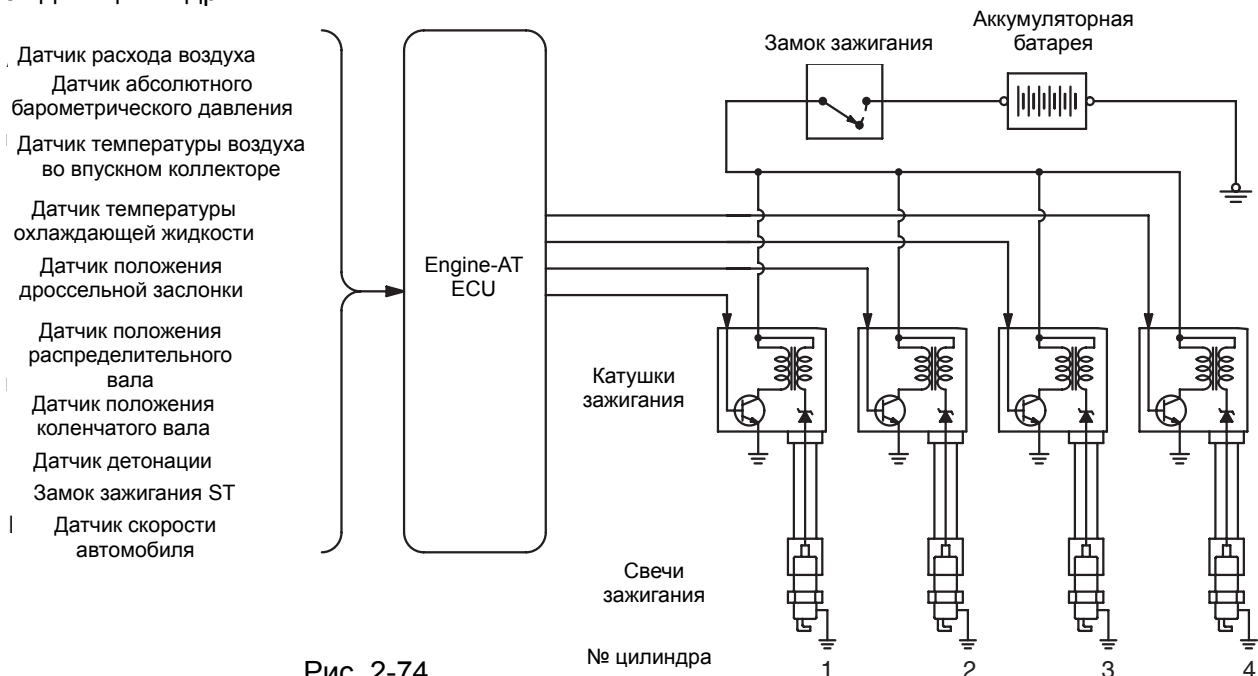 Датчик расхода воздуха
Датчик абсолютного
барометрического давления
Датчик температуры воздуха
во впускном коллекторе
Датчик температуры
охлаждающей жидкости
Датчик положения
дроссельной заслонки
Датчик положения
распределительного
вала
Датчик положения
коленчатого вала
Датчик детонации
Замок зажигания ST
Датчик скорости
автомобиля
Engine-AT
ECU
Замок зажигания
Аккумуляторная
батарея
Катушки
зажигания
Свечи
зажигания
№ цилиндра
1 2 3 4
Рис. 2-74